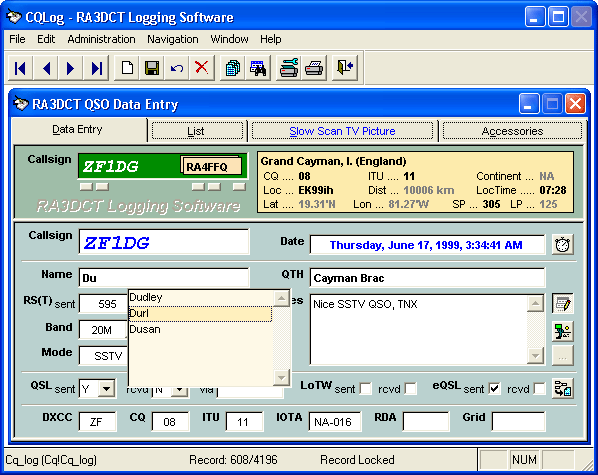 CQLog - RA3DCT Logging Software
File Edit Administration Navigation Window Help
RA3DCT QSO Data Entry
Data Entry List Slow Scan TV Picture Accessories
Callsign ZF1DG RA4FFQ
RA3DCT Logging Software
Grand Cayman, I. (England)
CQ .... 08 ITU .... 11 Continent ... NA
Loc ... EK99ih Dist ... 10006 km LocTime .... 07:28
Lat .... 19.31'N Lon ... 81.27'W SP ... 305 LP ... 125
Callsign ZF1DG Date Thursday, June 17, 1999, 3:34:41 AM
Name Du QTH Cayman Brac
RS(T) sent 595 es Nice SSTV QSO, TNX
Dudley
Durl
Dusan
Band 20M
Mode SSTV
QSL sent Y rcvd N via LoTW sent rcvd eQSL sent rcvd
DXCC ZF CQ 08 ITU 11 IOTA NA-016 RDA Grid
Cq_log (Cq!Cq_log) Record: 608/4196 Record Locked NUM